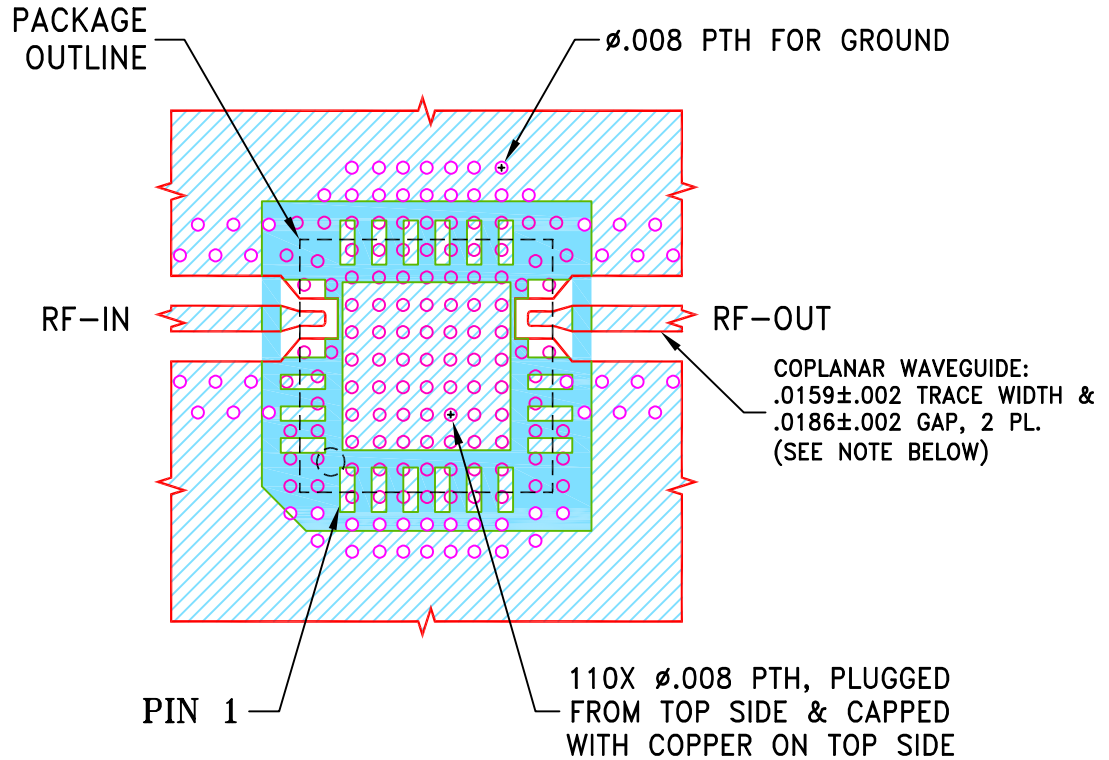 PACKAGE
OUTLINE
ø.008 PTH FOR GROUND
RF-IN
RF-OUT
COPLANAR WAVEGUIDE:
.0159±.002 TRACE WIDTH &
.0186±.002 GAP, 2 PL.
(SEE NOTE BELOW)
PIN 1
110X ø.008 PTH, PLUGGED
FROM TOP SIDE & CAPPED
WITH COPPER ON TOP SIDE